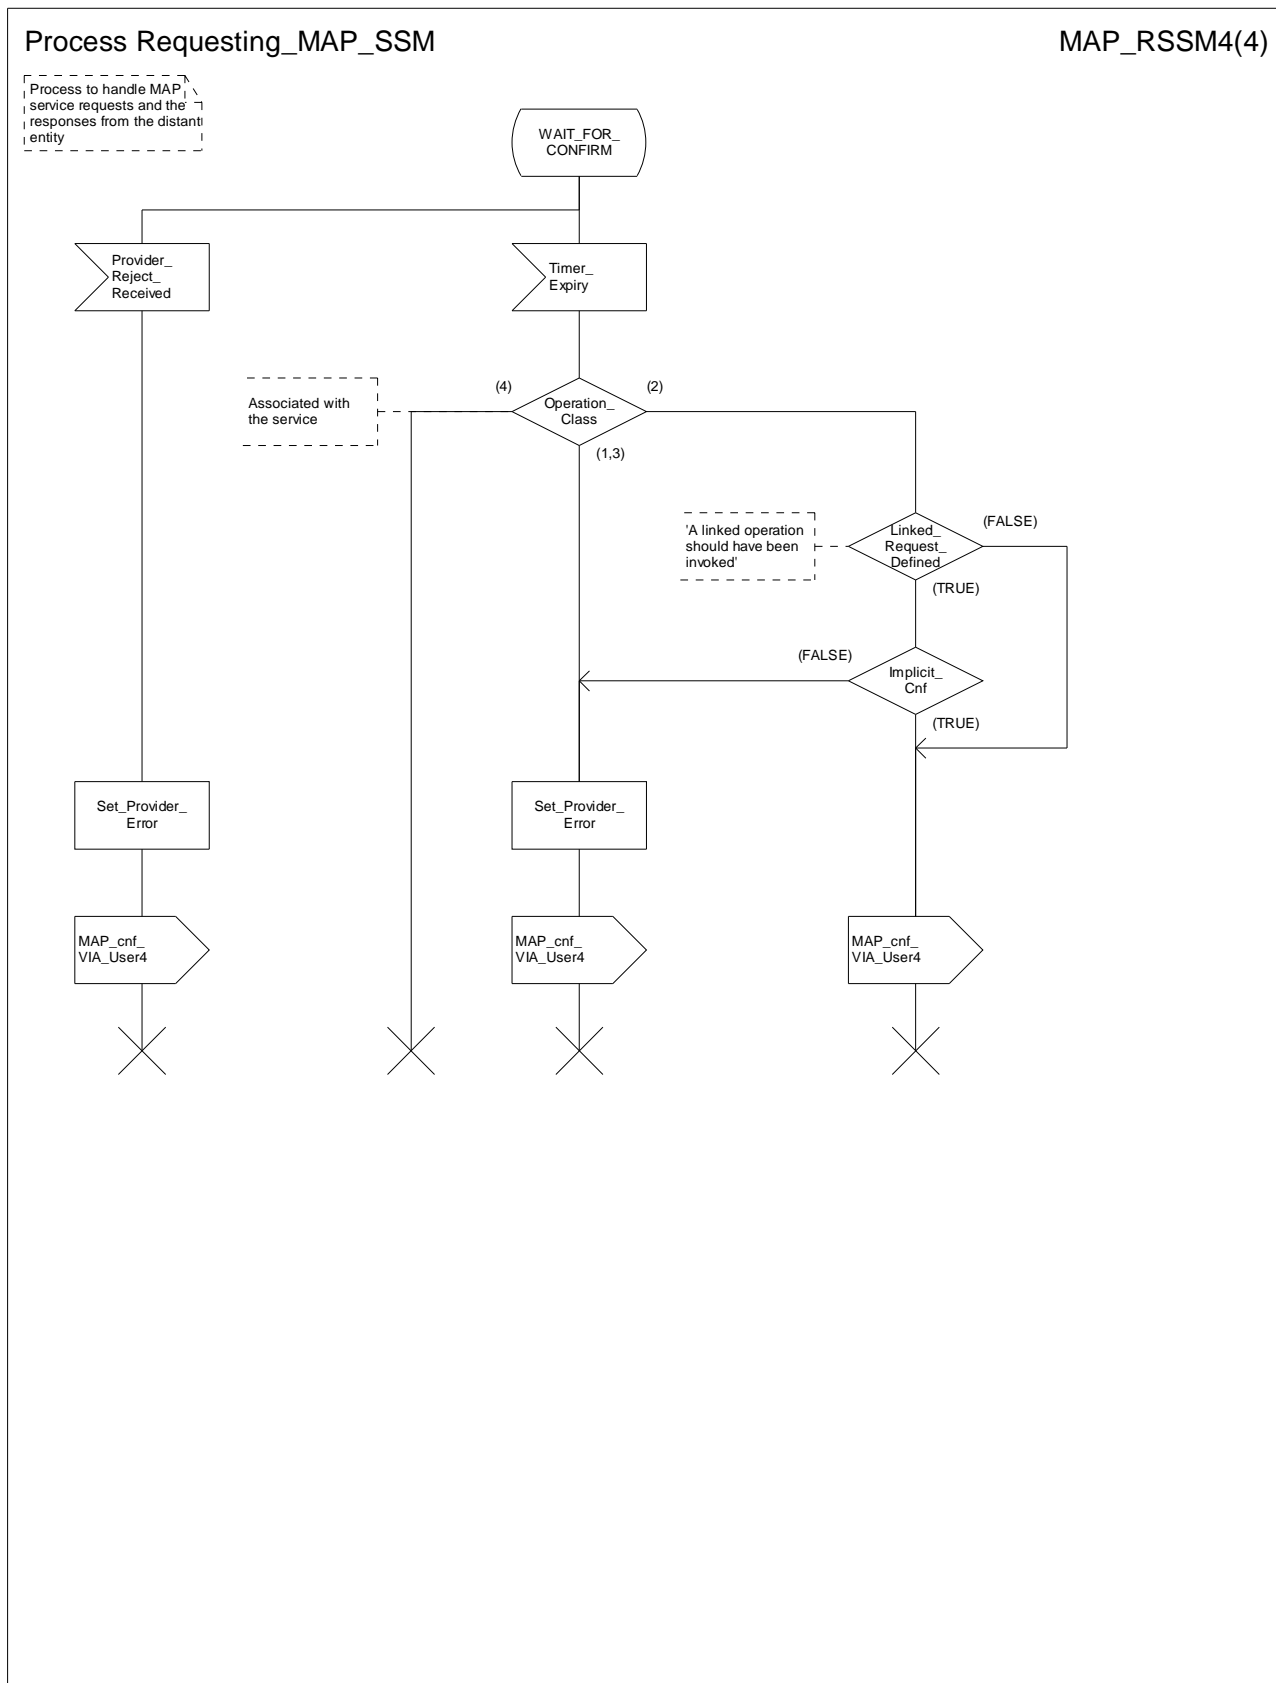 Process Requesting_MAP_SSM
MAP_RSSM4(4)
Process to handle MAP
service requests and the
responses from the distant
entity
WAIT_FOR_
CONFIRM
Provider_
Reject_
Received
Timer_
Expiry
Associated with
the service
(4)
Operation_
Class
(2)
(1,3)
'A linked operation
should have been
invoked'
Linked_
Request_
Defined
(FALSE)
(TRUE)
(FALSE)
Implicit_
Cnf
(TRUE)
Set_Provider_
Error
Set_Provider_
Error
MAP_cnf_
VIA_User4
MAP_cnf_
VIA_User4
MAP_cnf_
VIA_User4